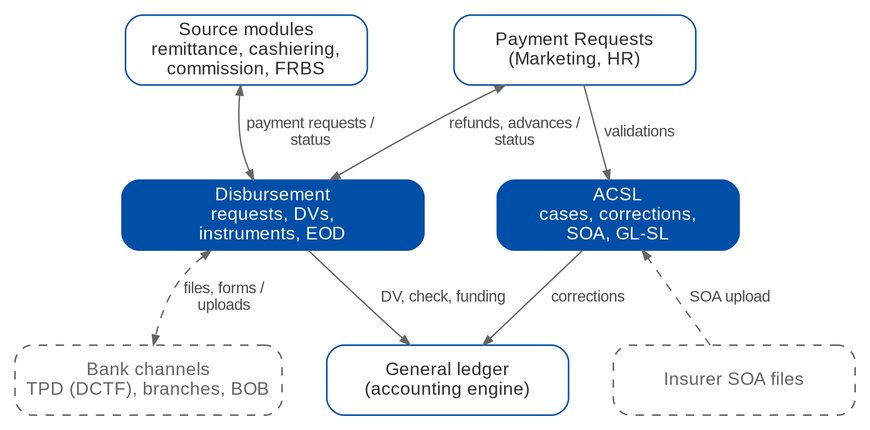 Source modules
remittance, cashiering,
commission, FRBS
Payment Requests
(Marketing, HR)
payment requests /
status
refunds, advances /
status
validations
Disbursement
requests, DVs,
instruments, EOD
ACSL
cases, corrections,
SOA, GL-SL
files, forms /
uploads
DV, check, funding
corrections
SOA upload
Bank channels
TPD (DCTF), branches, BOB
General ledger
(accounting engine)
Insurer SOA files